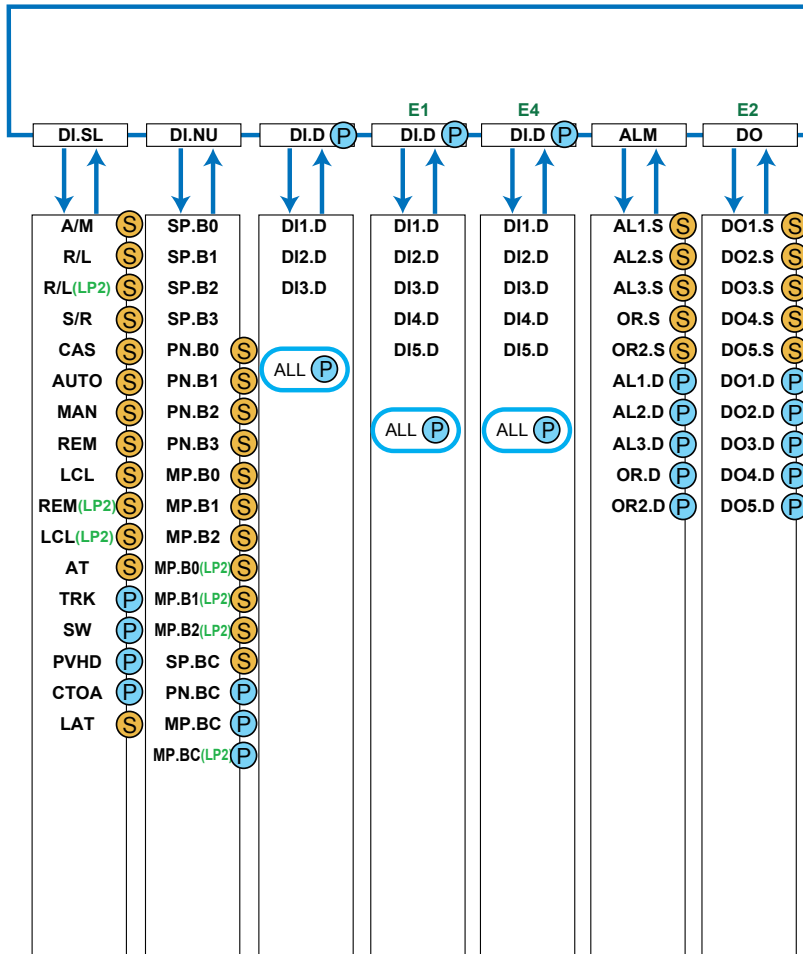 E1 E4 E2
DI.SL DI.NU DI.D P DI.D P DI.D P ALM DO
A/M S SP.B0 DI1.D DI1.D DI1.D AL1.S S DO1.S S
R/L S SP.B1 DI2.D DI2.D DI2.D AL2.S S DO2.S S
R/L(LP2) S SP.B2 DI3.D DI3.D DI3.D AL3.S S DO3.S S
S/R S SP.B3 DI4.D DI4.D OR.S S DO4.S S
CAS S PN.B0 S DI5.D DI5.D OR2.S S DO5.S S
ALL P
AUTO S PN.B1 S AL1.D P DO1.D P
MAN S PN.B2 S AL2.D P DO2.D P
ALL P ALL P
REM S PN.B3 S AL3.D P DO3.D P
LCL S MP.B0 S OR.D P DO4.D P
REM(LP2) S MP.B1 S OR2.D P DO5.D P
LCL(LP2) S MP.B2 S
AT S MP.B0(LP2) S
TRK P MP.B1(LP2) S
SW P MP.B2(LP2) S
PVHD P SP.BC S
CTOA P PN.BC P
LAT S MP.BC P
MP.BC(LP2) P